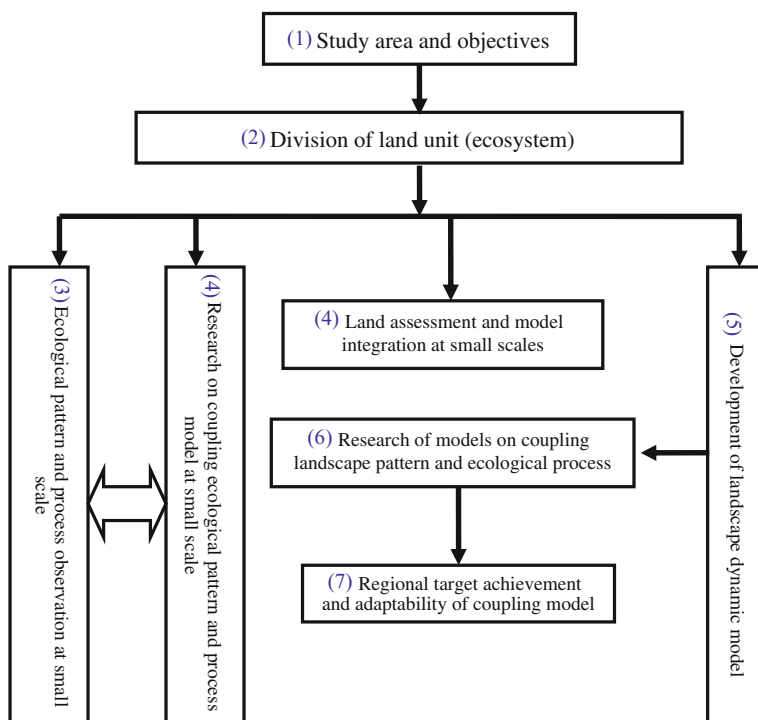 (1) Study area and objectives
(2) Division of land unit (ecosystem)
(3) Ecological pattern and process observation at small
scale
(4) Research on coupling ecological pattern and process
model at small scale
(4) Land assessment and model
integration at small scales
(5) Development of landscape dynamic model
(6) Research of models on coupling
landscape pattern and ecological process
(7) Regional target achievement
and adaptability of coupling model